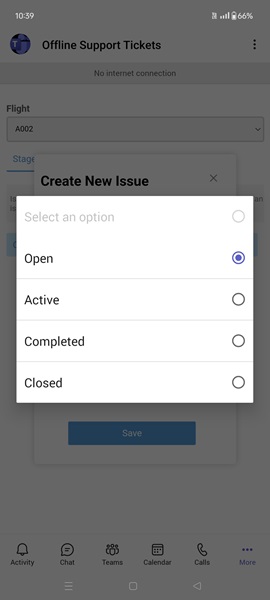 10:39
66%
Offline Support Tickets
No internet connection
Flight
A002
Stage
Create New Issue
Select an option
Open
Active
Completed
Closed
Save
Activity
Chat
Teams
Calendar
Calls
More